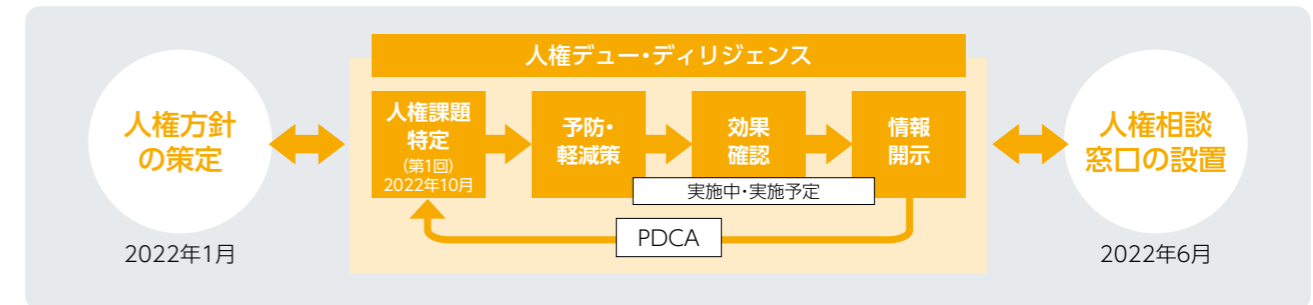 人権デュー・ディリジェンス
人権方針
の策定
2022年1月
人権課題
特定
(第1回)
2022年10月
予防・
軽減策
効果
確認
情報
開示
実施中・実施予定
PDCA
人権相談
窓口の設置
2022年6月